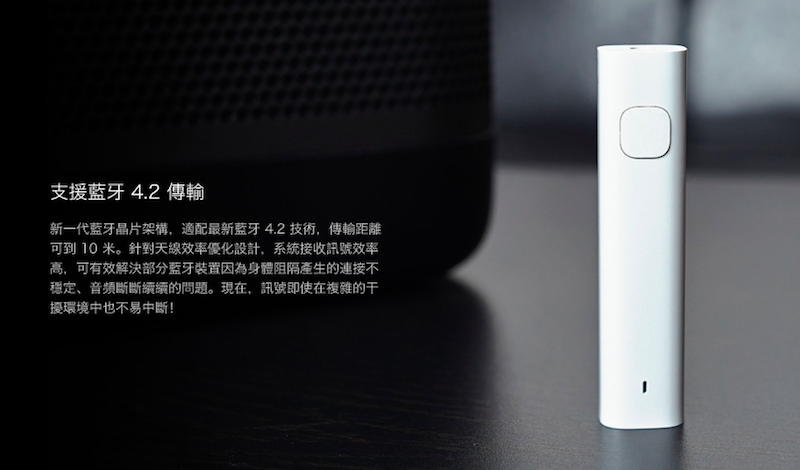 支援藍牙 4.2 傳輸
新一代藍牙晶片架構，適配最新藍牙 4.2 技術，傳輸距離
可到 10 米。針對天線效率優化設計，系統接收訊號效率
高，可有效解決部分藍牙裝置因為身體阻隔產生的連接不
穩定、音頻斷斷續續的問題。現在，訊號即使在複雜的干
擾環境中也不易中斷！